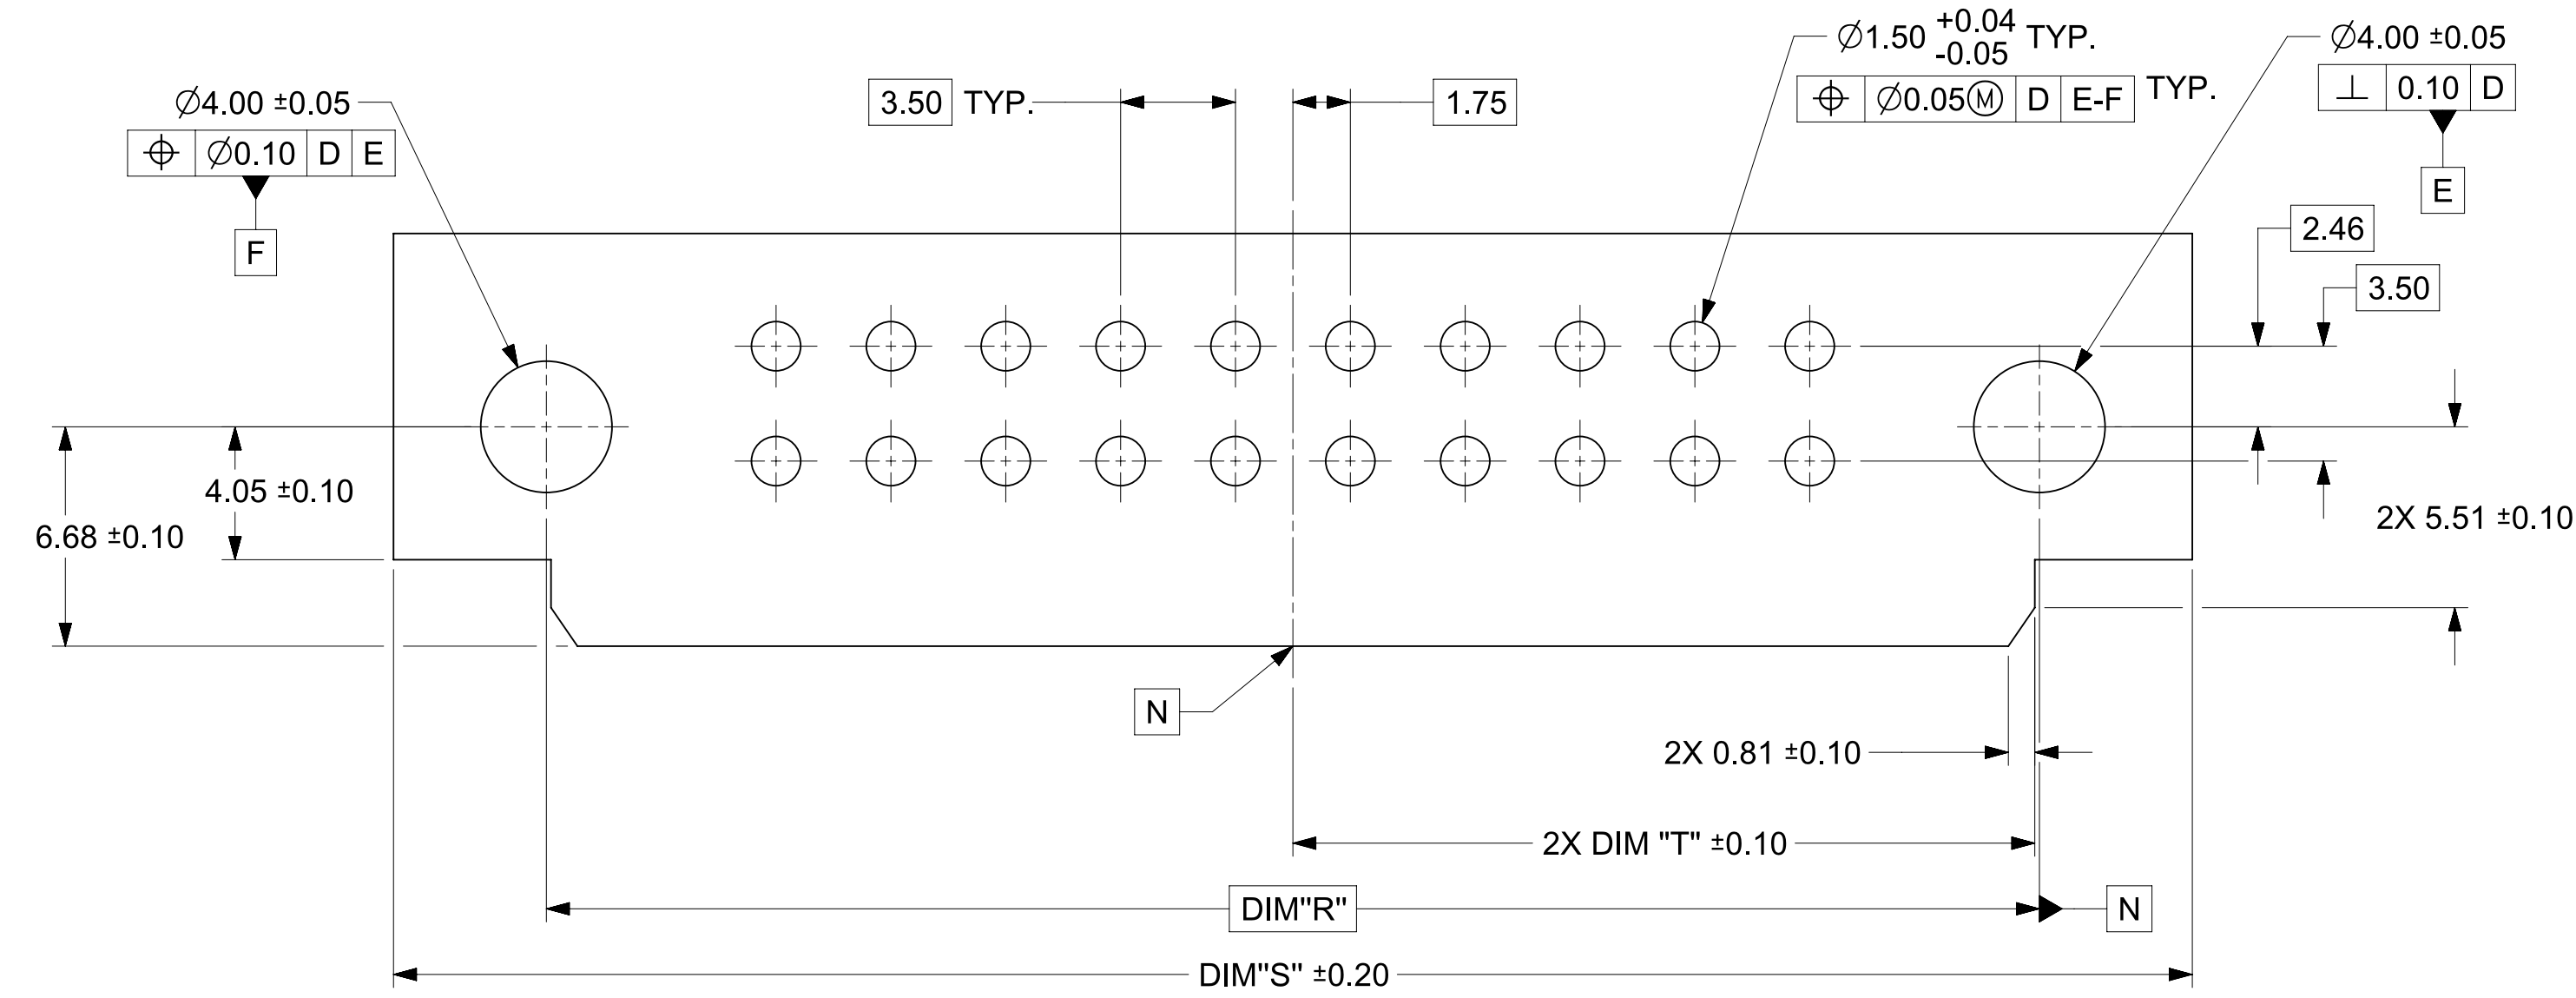 ⌀1.50 +0.04 -0.05 TYP.
⌖ ⌀0.05Ⓜ D E-F TYP.
⌀4.00 ±0.05
⟂ 0.10 D
E
⌀4.00 ±0.05
⌖ ⌀0.10 D E
F
3.50 TYP.
1.75
2.46
3.50
4.05 ±0.10
6.68 ±0.10
2X 5.51 ±0.10
N
2X 0.81 ±0.10
2X DIM "T" ±0.10
DIM"R"
N
DIM"S" ±0.20